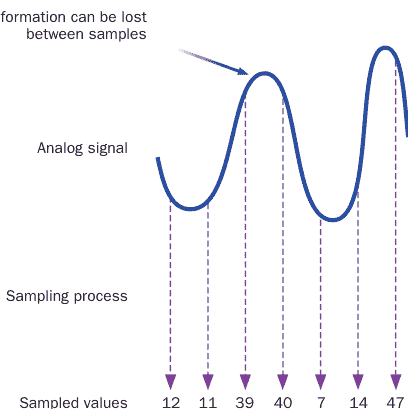 formation can be lost
between samples
Analog signal
Sampling process
Sampled values 12 11 39 40 7 14 47